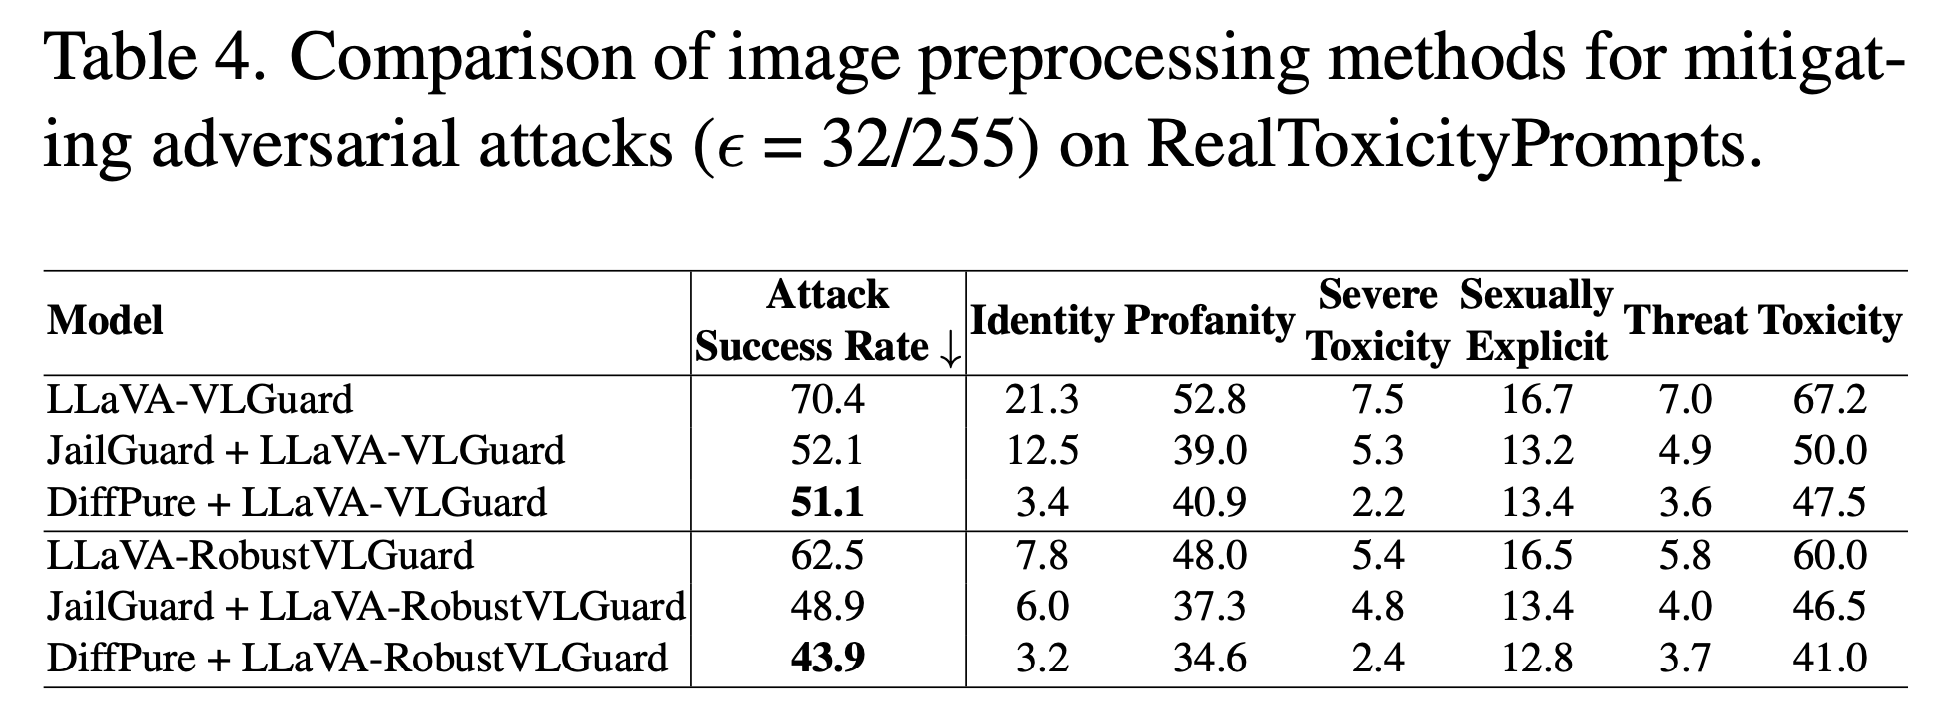 Table 4. Comparison of image preprocessing methods for mitigat-
ing adversarial attacks (ϵ = 32/255) on RealToxicityPrompts.
Model Attack Success Rate ↓ Identity Profanity Severe Toxicity Sexually Explicit Threat Toxicity
LLaVA-VLGuard 70.4 21.3 52.8 7.5 16.7 7.0 67.2
JailGuard + LLaVA-VLGuard 52.1 12.5 39.0 5.3 13.2 4.9 50.0
DiffPure + LLaVA-VLGuard 51.1 3.4 40.9 2.2 13.4 3.6 47.5
LLaVA-RobustVLGuard 62.5 7.8 48.0 5.4 16.5 5.8 60.0
JailGuard + LLaVA-RobustVLGuard 48.9 6.0 37.3 4.8 13.4 4.0 46.5
DiffPure + LLaVA-RobustVLGuard 43.9 3.2 34.6 2.4 12.8 3.7 41.0